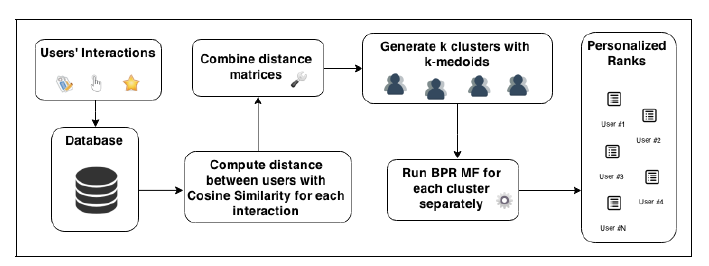 Users' Interactions
Database
Compute distance
between users with
Cosine Similarity for each
interaction
Combine distance
matrices
Generate k clusters with
k-medoids
Run BPR MF for
each cluster
separately
Personalized
Ranks
User #1
User #2
User #3
User #4
User #N